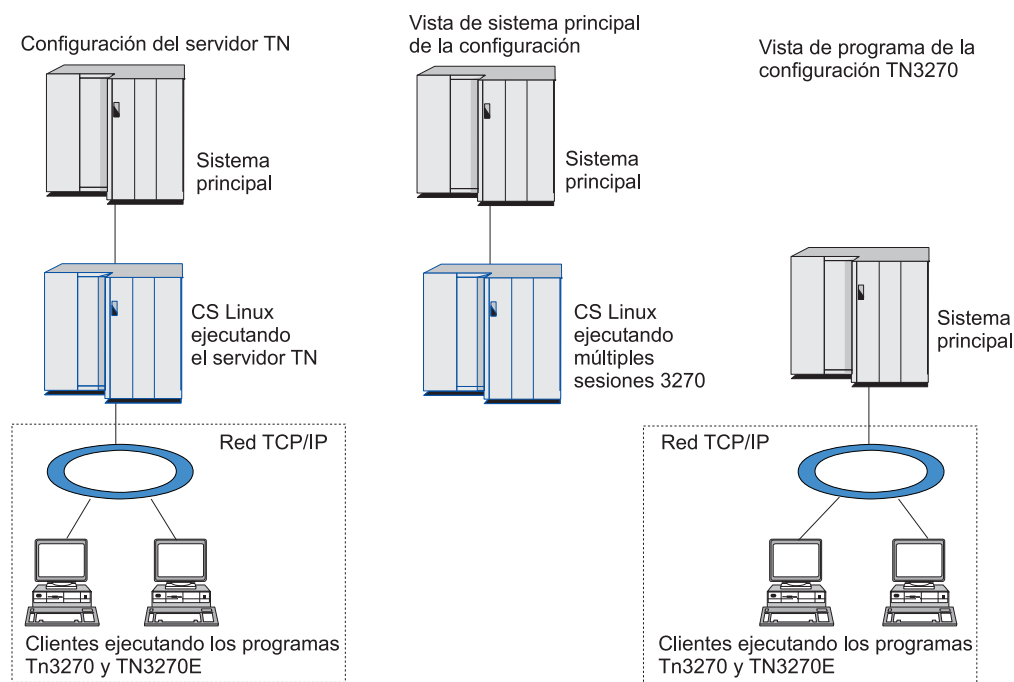 Configuración del servidor TN
Sistema
principal
CS Linux
ejecutando
el servidor TN
Red TCP/IP
Clientes ejecutando los programas
Tn3270 y TN3270E
Vista de sistema principal
de la configuración
Sistema
principal
CS Linux
ejecutando
múltiples
sesiones 3270
Vista de programa de la
configuración TN3270
Sistema
principal
Red TCP/IP
Clientes ejecutando los programas
Tn3270 y TN3270E